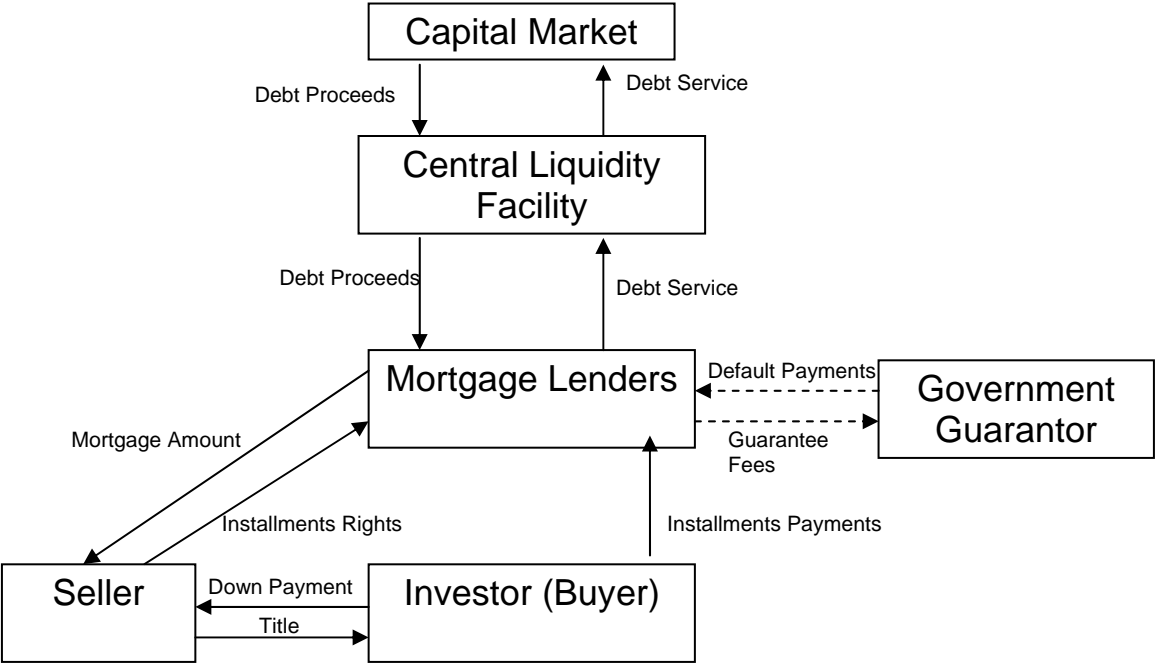 Capital Market
Debt Proceeds
Debt Service
Central Liquidity
Facility
Debt Proceeds
Debt Service
Mortgage Lenders
Default Payments
Government
Guarantor
Guarantee
Fees
Mortgage Amount
Installments Rights
Installments Payments
Seller
Down Payment
Title
Investor (Buyer)